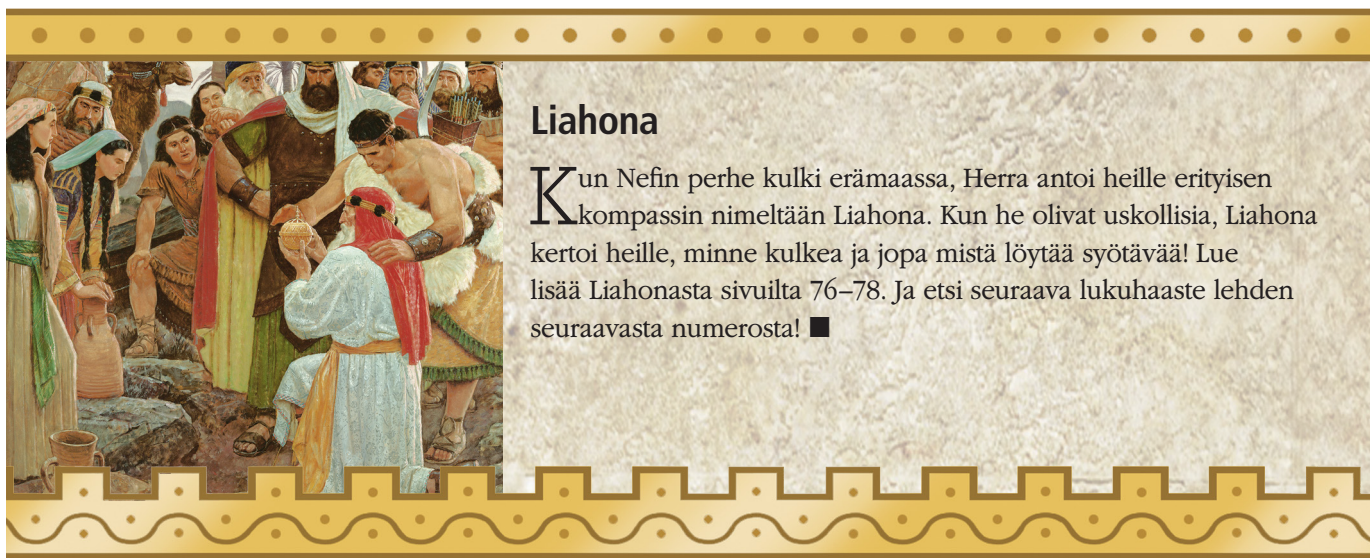 Liahona
Kun Nefin perhe kulki erämaassa, Herra antoi heille erityisen
kompassin nimeltään Liahona. Kun he olivat uskollisia, Liahona
kertoi heille, minne kulkea ja jopa mistä löytää syötävää! Lue
lisää Liahonasta sivuilta 76–78. Ja etsi seuraava lukuhaaste lehden
seuraavasta numerosta! ■